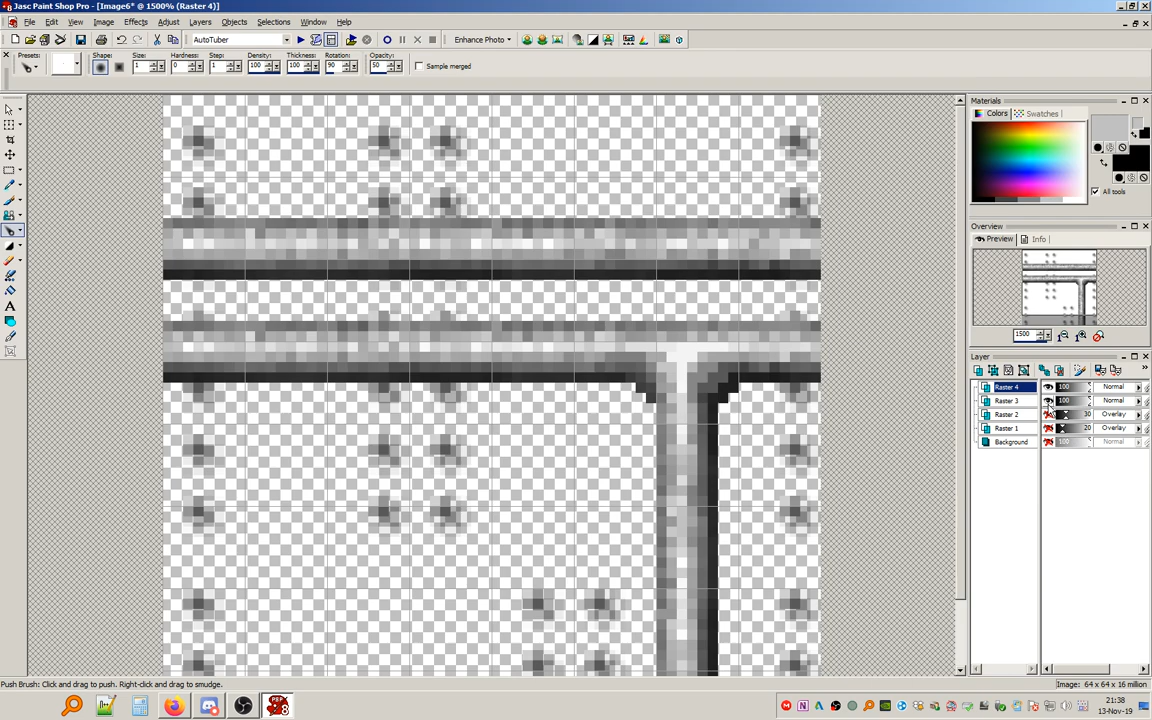 Jasc Paint Shop Pro - [Image6* @ 1500% (Raster 4)]
File Edit View Image Effects Adjust Layers Objects Selections Window Help
AutoTuber Enhance Photo
Presets: Shape: Size: Hardness: Step: Density: Thickness: Rotation: Opacity:
1 0 1 100 100 90 50 Sample merged
Materials
Colors Swatches
All tools
Overview
Preview Info
1500
Layer
Raster 4 100 Normal
Raster 3 100 Normal
Raster 2 30 Overlay
Raster 1 20 Overlay
Background 100 Normal
Push Brush: Click and drag to push. Right-click and drag to smudge.
Image: 64 x 64 x 16 million
21:38
13-Nov-19